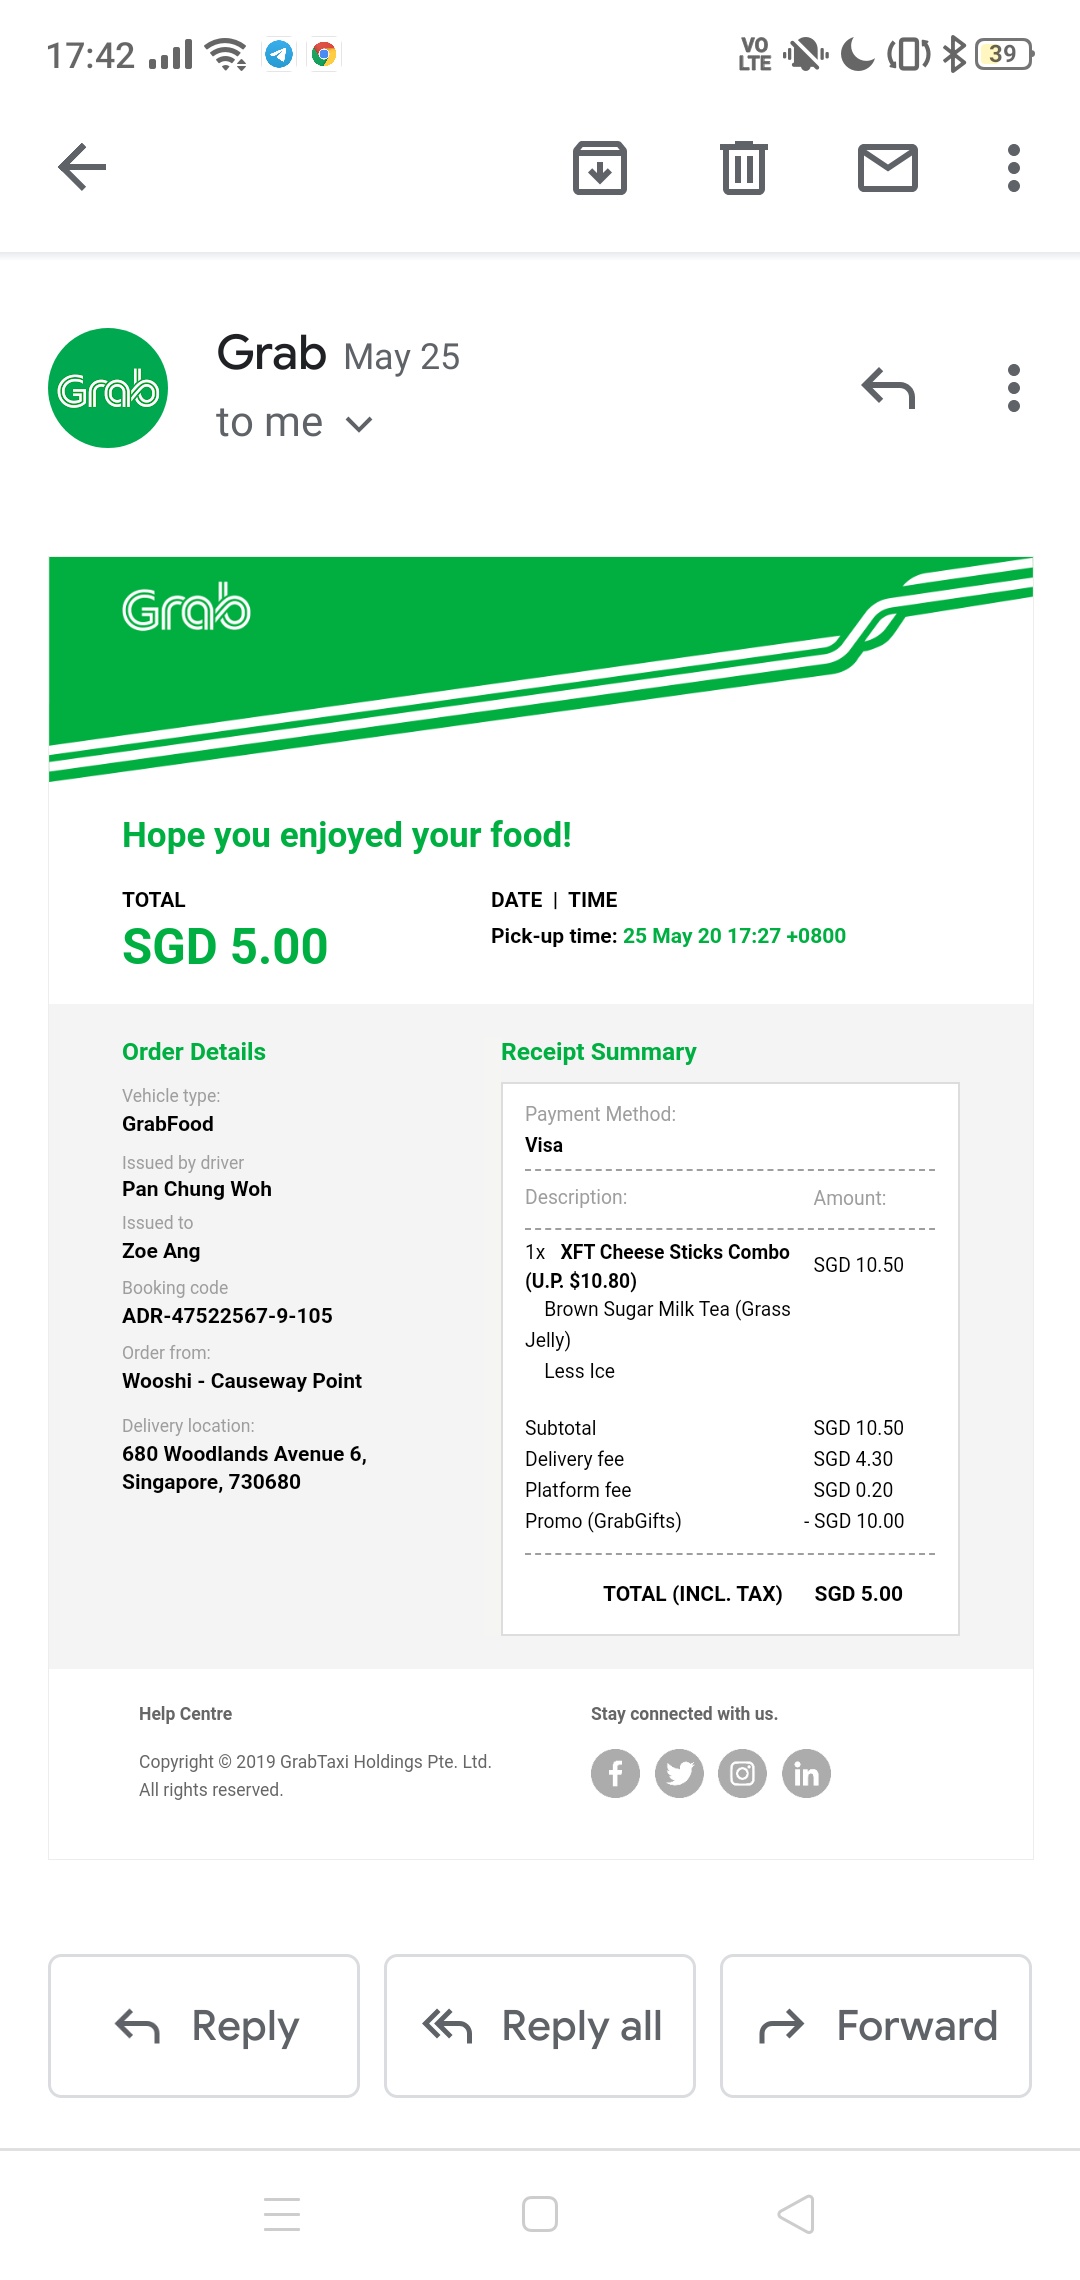 17:42 VO LTE 39
Grab
Grab May 25
to me
Grab
Hope you enjoyed your food!
TOTAL
SGD 5.00
DATE | TIME
Pick-up time: 25 May 20 17:27 +0800
Order Details
Vehicle type:
GrabFood
Issued by driver
Pan Chung Woh
Issued to
Zoe Ang
Booking code
ADR-47522567-9-105
Order from:
Wooshi - Causeway Point
Delivery location:
680 Woodlands Avenue 6,
Singapore, 730680
Receipt Summary
Payment Method:
Visa
Description: Amount:
1x XFT Cheese Sticks Combo SGD 10.50
(U.P. $10.80)
Brown Sugar Milk Tea (Grass
Jelly)
Less Ice
Subtotal SGD 10.50
Delivery fee SGD 4.30
Platform fee SGD 0.20
Promo (GrabGifts) - SGD 10.00
TOTAL (INCL. TAX) SGD 5.00
Help Centre
Copyright © 2019 GrabTaxi Holdings Pte. Ltd.
All rights reserved.
Stay connected with us.
Reply Reply all Forward